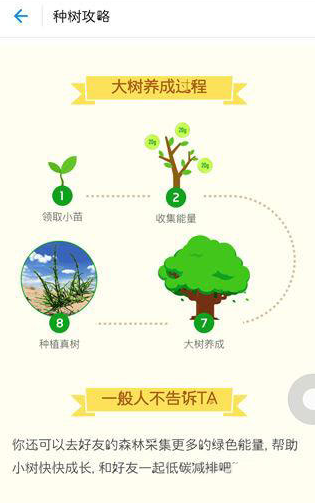 种树攻略
大树养成过程
20g
20g
20g
1
2
领取小苗
收集能量
8
7
种植真树
大树养成
一般人不告诉TA
你还可以去好友的森林采集更多的绿色能量, 帮助
小树快快成长, 和好友一起低碳减排吧~